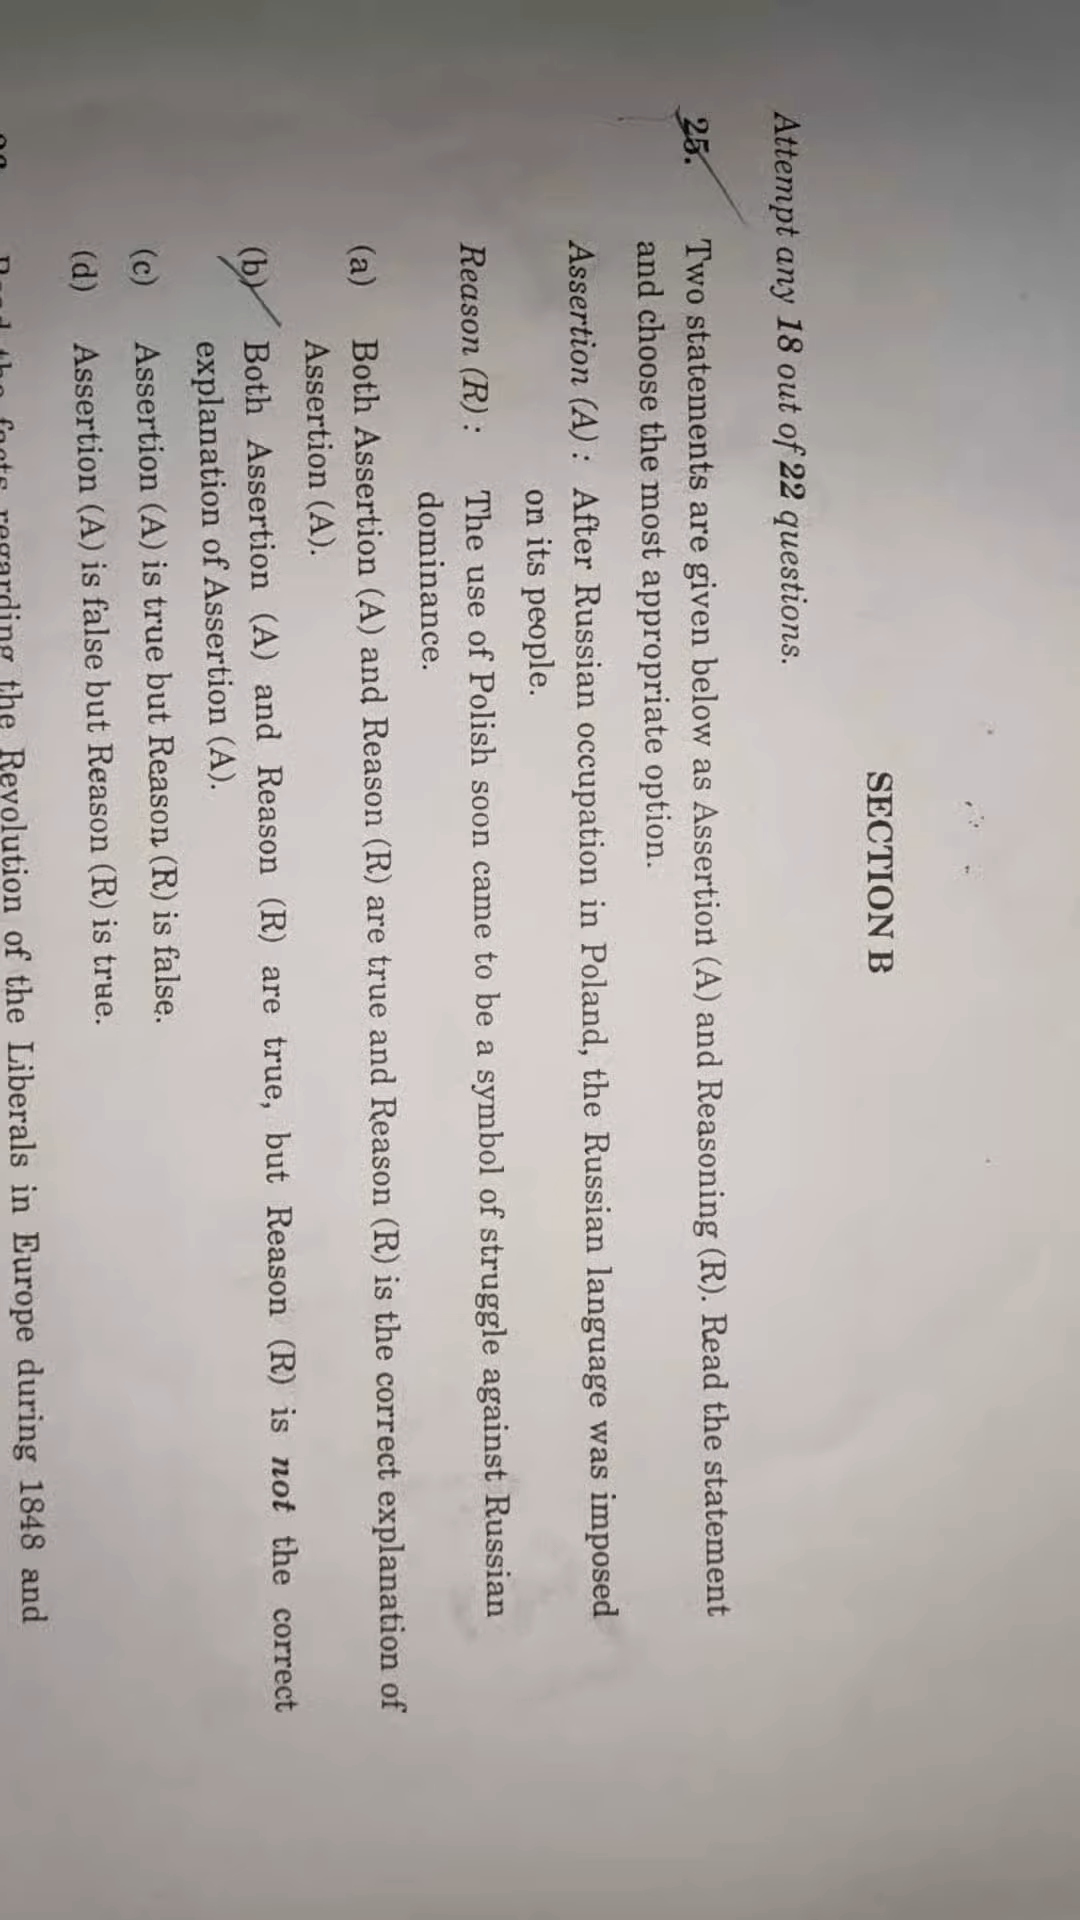 SECTION B
Attempt any 18 out of 22 questions.
25. Two statements are given below as Assertion (A) and Reasoning (R). Read the statement
and choose the most appropriate option.
Assertion (A) : After Russian occupation in Poland, the Russian language was imposed
on its people.
Reason (R) : The use of Polish soon came to be a symbol of struggle against Russian
dominance.
(a) Both Assertion (A) and Reason (R) are true and Reason (R) is the correct explanation of
Assertion (A).
(b) Both Assertion (A) and Reason (R) are true, but Reason (R) is not the correct
explanation of Assertion (A).
(c) Assertion (A) is true but Reason (R) is false.
(d) Assertion (A) is false but Reason (R) is true.
the facts regarding the Revolution of the Liberals in Europe during 1848 and